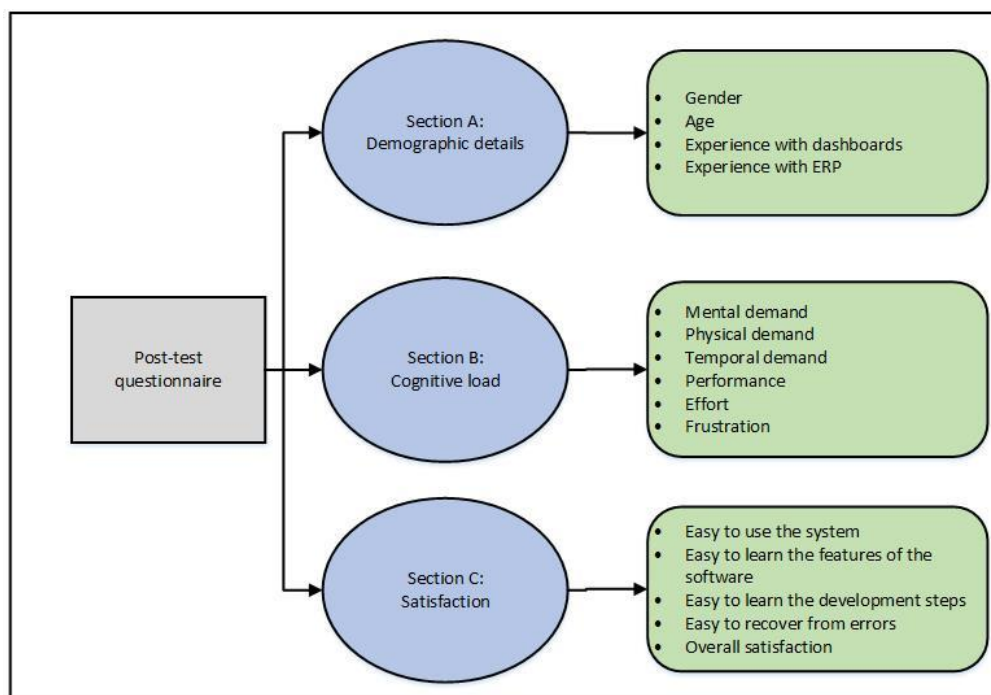 Section A:
Demographic details
• Gender
• Age
• Experience with dashboards
• Experience with ERP
Post-test
questionnaire
Section B:
Cognitive load
• Mental demand
• Physical demand
• Temporal demand
• Performance
• Effort
• Frustration
Section C:
Satisfaction
• Easy to use the system
• Easy to learn the features of the
software
• Easy to learn the development steps
• Easy to recover from errors
• Overall satisfaction